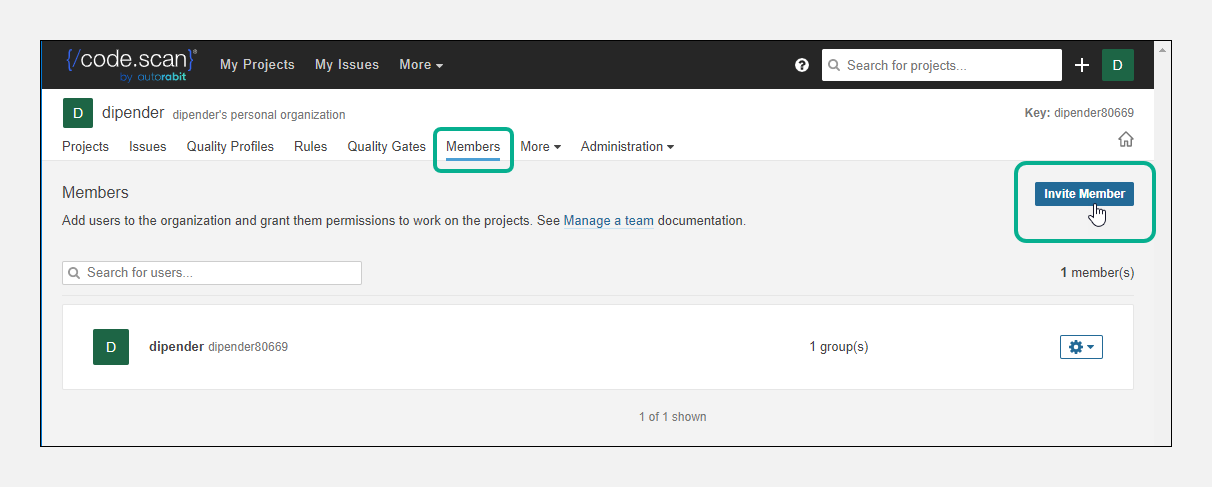 {/code.scan}® My Projects My Issues More ? Search for projects... + D
by autorabit
D dipender dipender's personal organization Key: dipender80669
Projects Issues Quality Profiles Rules Quality Gates Members More Administration
Members Invite Member
Add users to the organization and grant them permissions to work on the projects. See Manage a team documentation.
Search for users... 1 member(s)
D dipender dipender80669 1 group(s)
1 of 1 shown